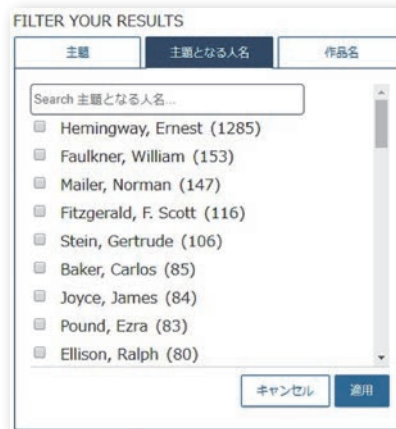 FILTER YOUR RESULTS
主題 主題となる人名 作品名
Search 主題となる人名...
Hemingway, Ernest (1285)
Faulkner, William (153)
Mailer, Norman (147)
Fitzgerald, F. Scott (116)
Stein, Gertrude (106)
Baker, Carlos (85)
Joyce, James (84)
Pound, Ezra (83)
Ellison, Ralph (80)
キャンセル 適用